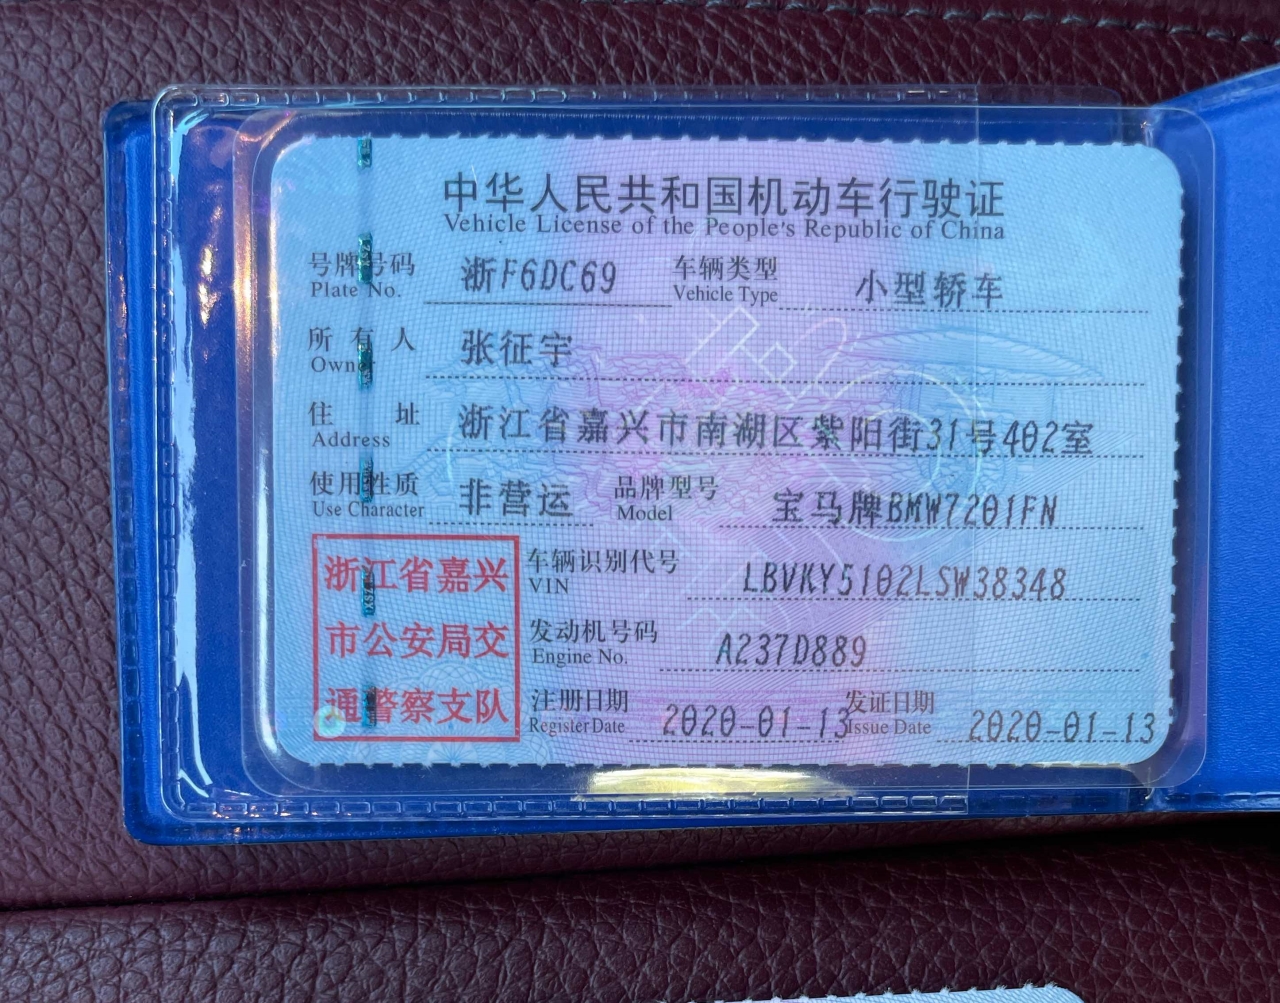 中华人民共和国机动车行驶证
Vehicle License of the People's Republic of China
号牌号码 浙F6DC69 车辆类型 小型轿车
Plate No. Vehicle Type
所有人 张征宇
Owner
住址 浙江省嘉兴市南湖区紫阳街31号402室
Address
使用性质 非营运 品牌型号 宝马牌BMW7201FN
Use Character Model
浙江省嘉兴
市公安局交
通警察支队
车辆识别代号 LBVKY5102LSW38348
VIN
发动机号码 A237D889
Engine No.
注册日期 2020-01-13 发证日期 2020-01-13
Register Date Issue Date